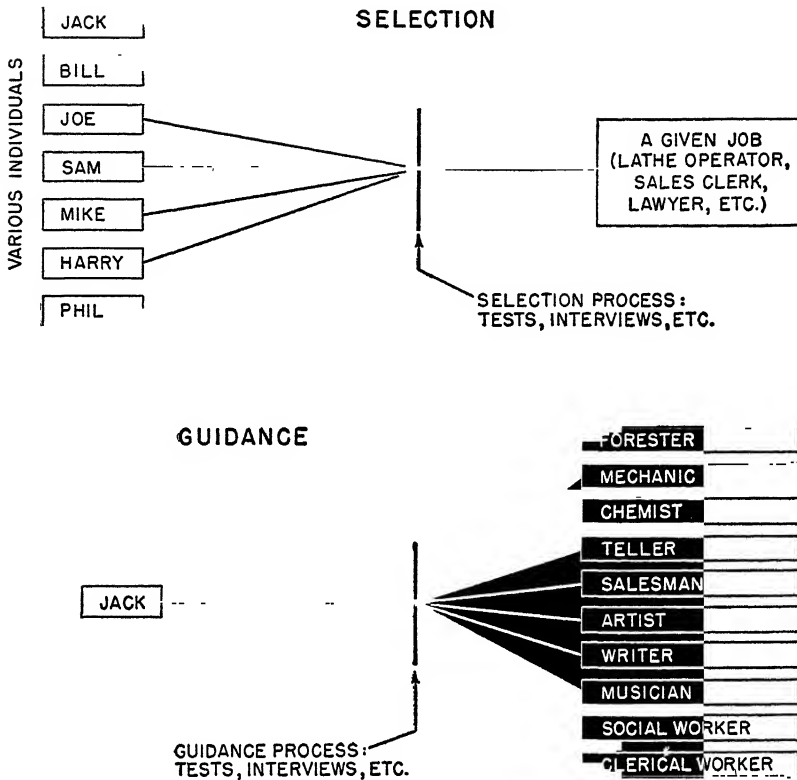 SELECTION
VARIOUS INDIVIDUALS
JACK
BILL
JOE
SAM
MIKE
HARRY
PHIL
A GIVEN JOB
(LATHE OPERATOR,
SALES CLERK,
LAWYER, ETC.)
SELECTION PROCESS:
TESTS, INTERVIEWS, ETC.
GUIDANCE
JACK
FORESTER
MECHANIC
CHEMIST
TELLER
SALESMAN
ARTIST
WRITER
MUSICIAN
SOCIAL WORKER
CLERICAL WORKER
GUIDANCE PROCESS:
TESTS, INTERVIEWS, ETC.